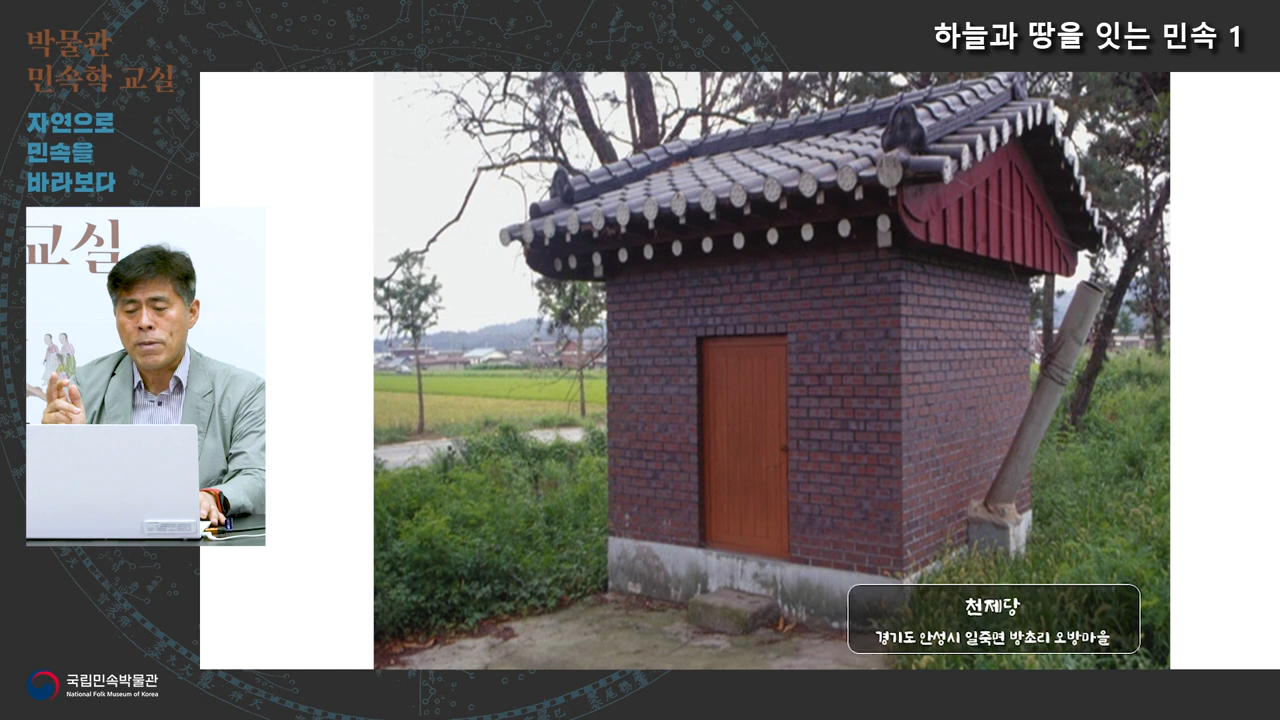 박물관
민속학 교실
자연으로
민속을
바라보다
하늘과 땅을 잇는 민속 1
교실
천제당
경기도 안성시 일죽면 방초리 오방마을
국립민속박물관
National Folk Museum of Korea